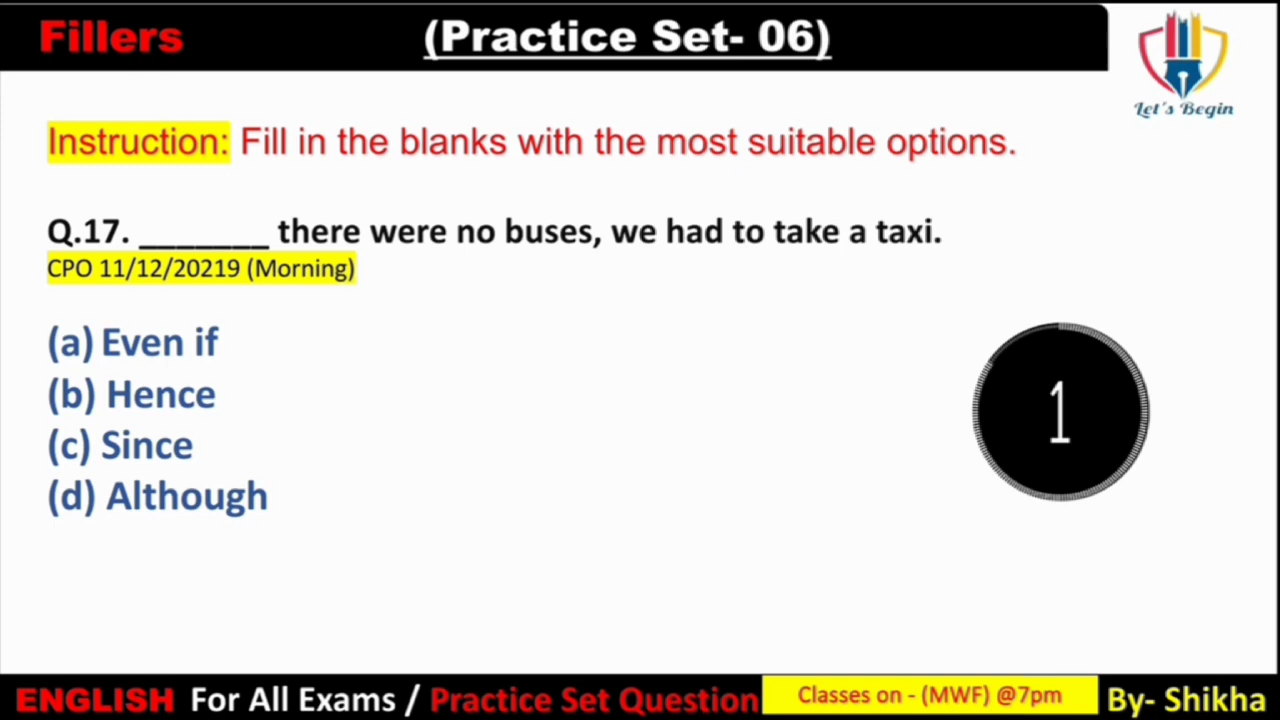 Fillers (Practice Set- 06)
Let's Begin
Instruction: Fill in the blanks with the most suitable options.
Q.17. _______ there were no buses, we had to take a taxi.
CPO 11/12/20219 (Morning)
(a) Even if
(b) Hence
(c) Since
(d) Although
1
ENGLISH For All Exams / Practice Set Question Classes on - (MWF) @7pm By- Shikha